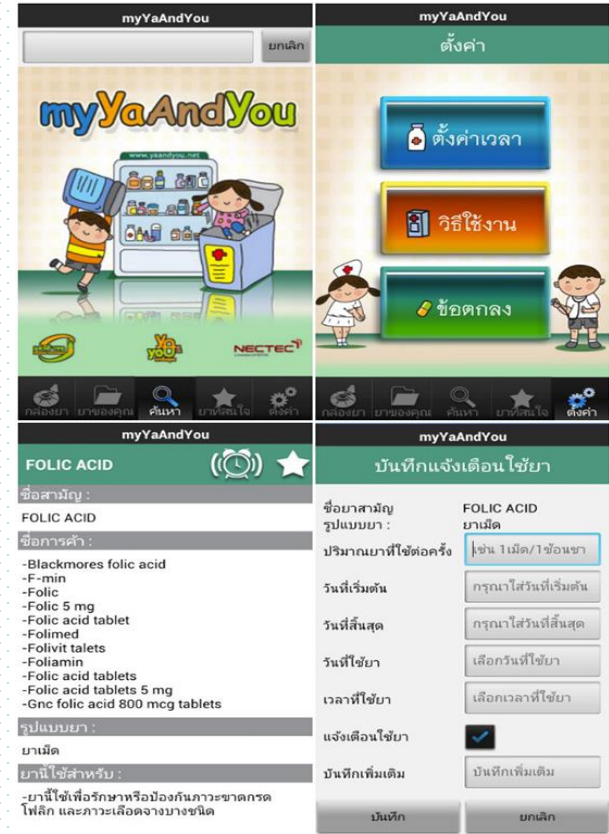 myYaAndYou
ยกเลิก
myYaAndYou
www.yaandyou.net
YaandYou
NECTEC
กล่องยา ยาของคุณ ค้นหา ยาที่สนใจ ตั้งค่า
myYaAndYou
ตั้งค่า
ตั้งค่าเวลา
วิธีใช้งาน
ข้อตกลง
กล่องยา ยาของคุณ ค้นหา ยาที่สนใจ ตั้งค่า
myYaAndYou
FOLIC ACID
ชื่อสามัญ :
FOLIC ACID
ชื่อการค้า :
-Blackmores folic acid
-F-min
-Folic
-Folic 5 mg
-Folic acid tablet
-Folimed
-Folivit talets
-Foliamin
-Folic acid tablets
-Folic acid tablets 5 mg
-Gnc folic acid 800 mcg tablets
รูปแบบยา :
ยาเม็ด
ยานี้ใช้สำหรับ :
-ยานี้ใช้เพื่อรักษาหรือป้องกันภาวะขาดกรด
โฟลิก และภาวะเลือดจางบางชนิด
myYaAndYou
บันทึกแจ้งเตือนใช้ยา
ชื่อยาสามัญ FOLIC ACID
รูปแบบยา : ยาเม็ด
ปริมาณยาที่ใช้ต่อครั้ง เช่น 1เม็ด/1ช้อนชา
วันที่เริ่มต้น กรุณาใส่วันที่เริ่มต้น
วันที่สิ้นสุด กรุณาใส่วันที่สิ้นสุด
วันที่ใช้ยา เลือกวันที่ใช้ยา
เวลาที่ใช้ยา เลือกเวลาที่ใช้ยา
แจ้งเตือนใช้ยา
บันทึกเพิ่มเติม บันทึกเพิ่มเติม
บันทึก ยกเลิก